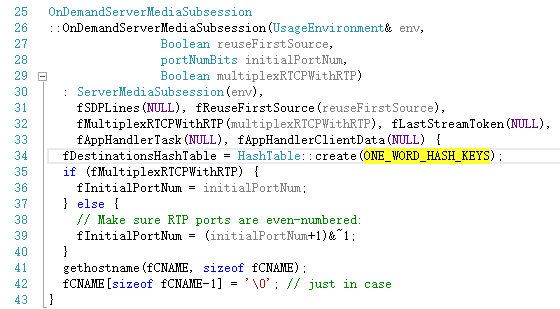 25 OnDemandServerMediaSubsession
26 ::OnDemandServerMediaSubsession(UsageEnvironment& env,
27 Boolean reuseFirstSource,
28 portNumBits initialPortNum,
29 Boolean multiplexRTCPWithRTP)
30 : ServerMediaSubsession(env),
31 fSDPLines(NULL), fReuseFirstSource(reuseFirstSource),
32 fMultiplexRTCPWithRTP(multiplexRTCPWithRTP), fLastStreamToken(NULL),
33 fAppHandlerTask(NULL), fAppHandlerClientData(NULL) {
34 fDestinationsHashTable = HashTable::create(ONE_WORD_HASH_KEYS);
35 if (fMultiplexRTCPWithRTP) {
36 fInitialPortNum = initialPortNum;
37 } else {
38 // Make sure RTP ports are even-numbered:
39 fInitialPortNum = (initialPortNum+1)&~1;
40 }
41 gethostname(fCNAME, sizeof fCNAME);
42 fCNAME[sizeof fCNAME-1] = '\0'; // just in case
43 }